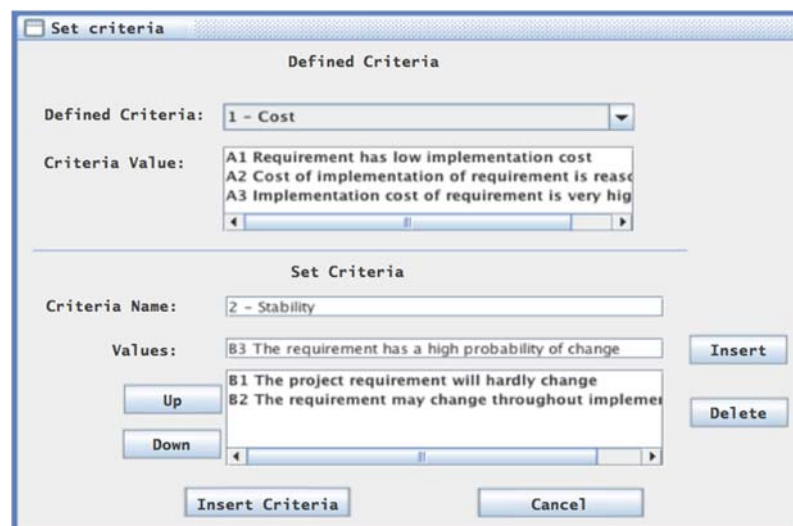 Set criteria
Defined Criteria
Defined Criteria: 1 - Cost
Criteria Value:
A1 Requirement has low implementation cost
A2 Cost of implementation of requirement is
A3 Implementation cost of requirement is very
Set Criteria
Criteria Name: 2 - Stability
Values: B3 The requirement has a high probability of change Insert
B1 The project requirement will hardly change
B2 The requirement may change throughout
Up
Delete
Down
Insert Criteria Cancel